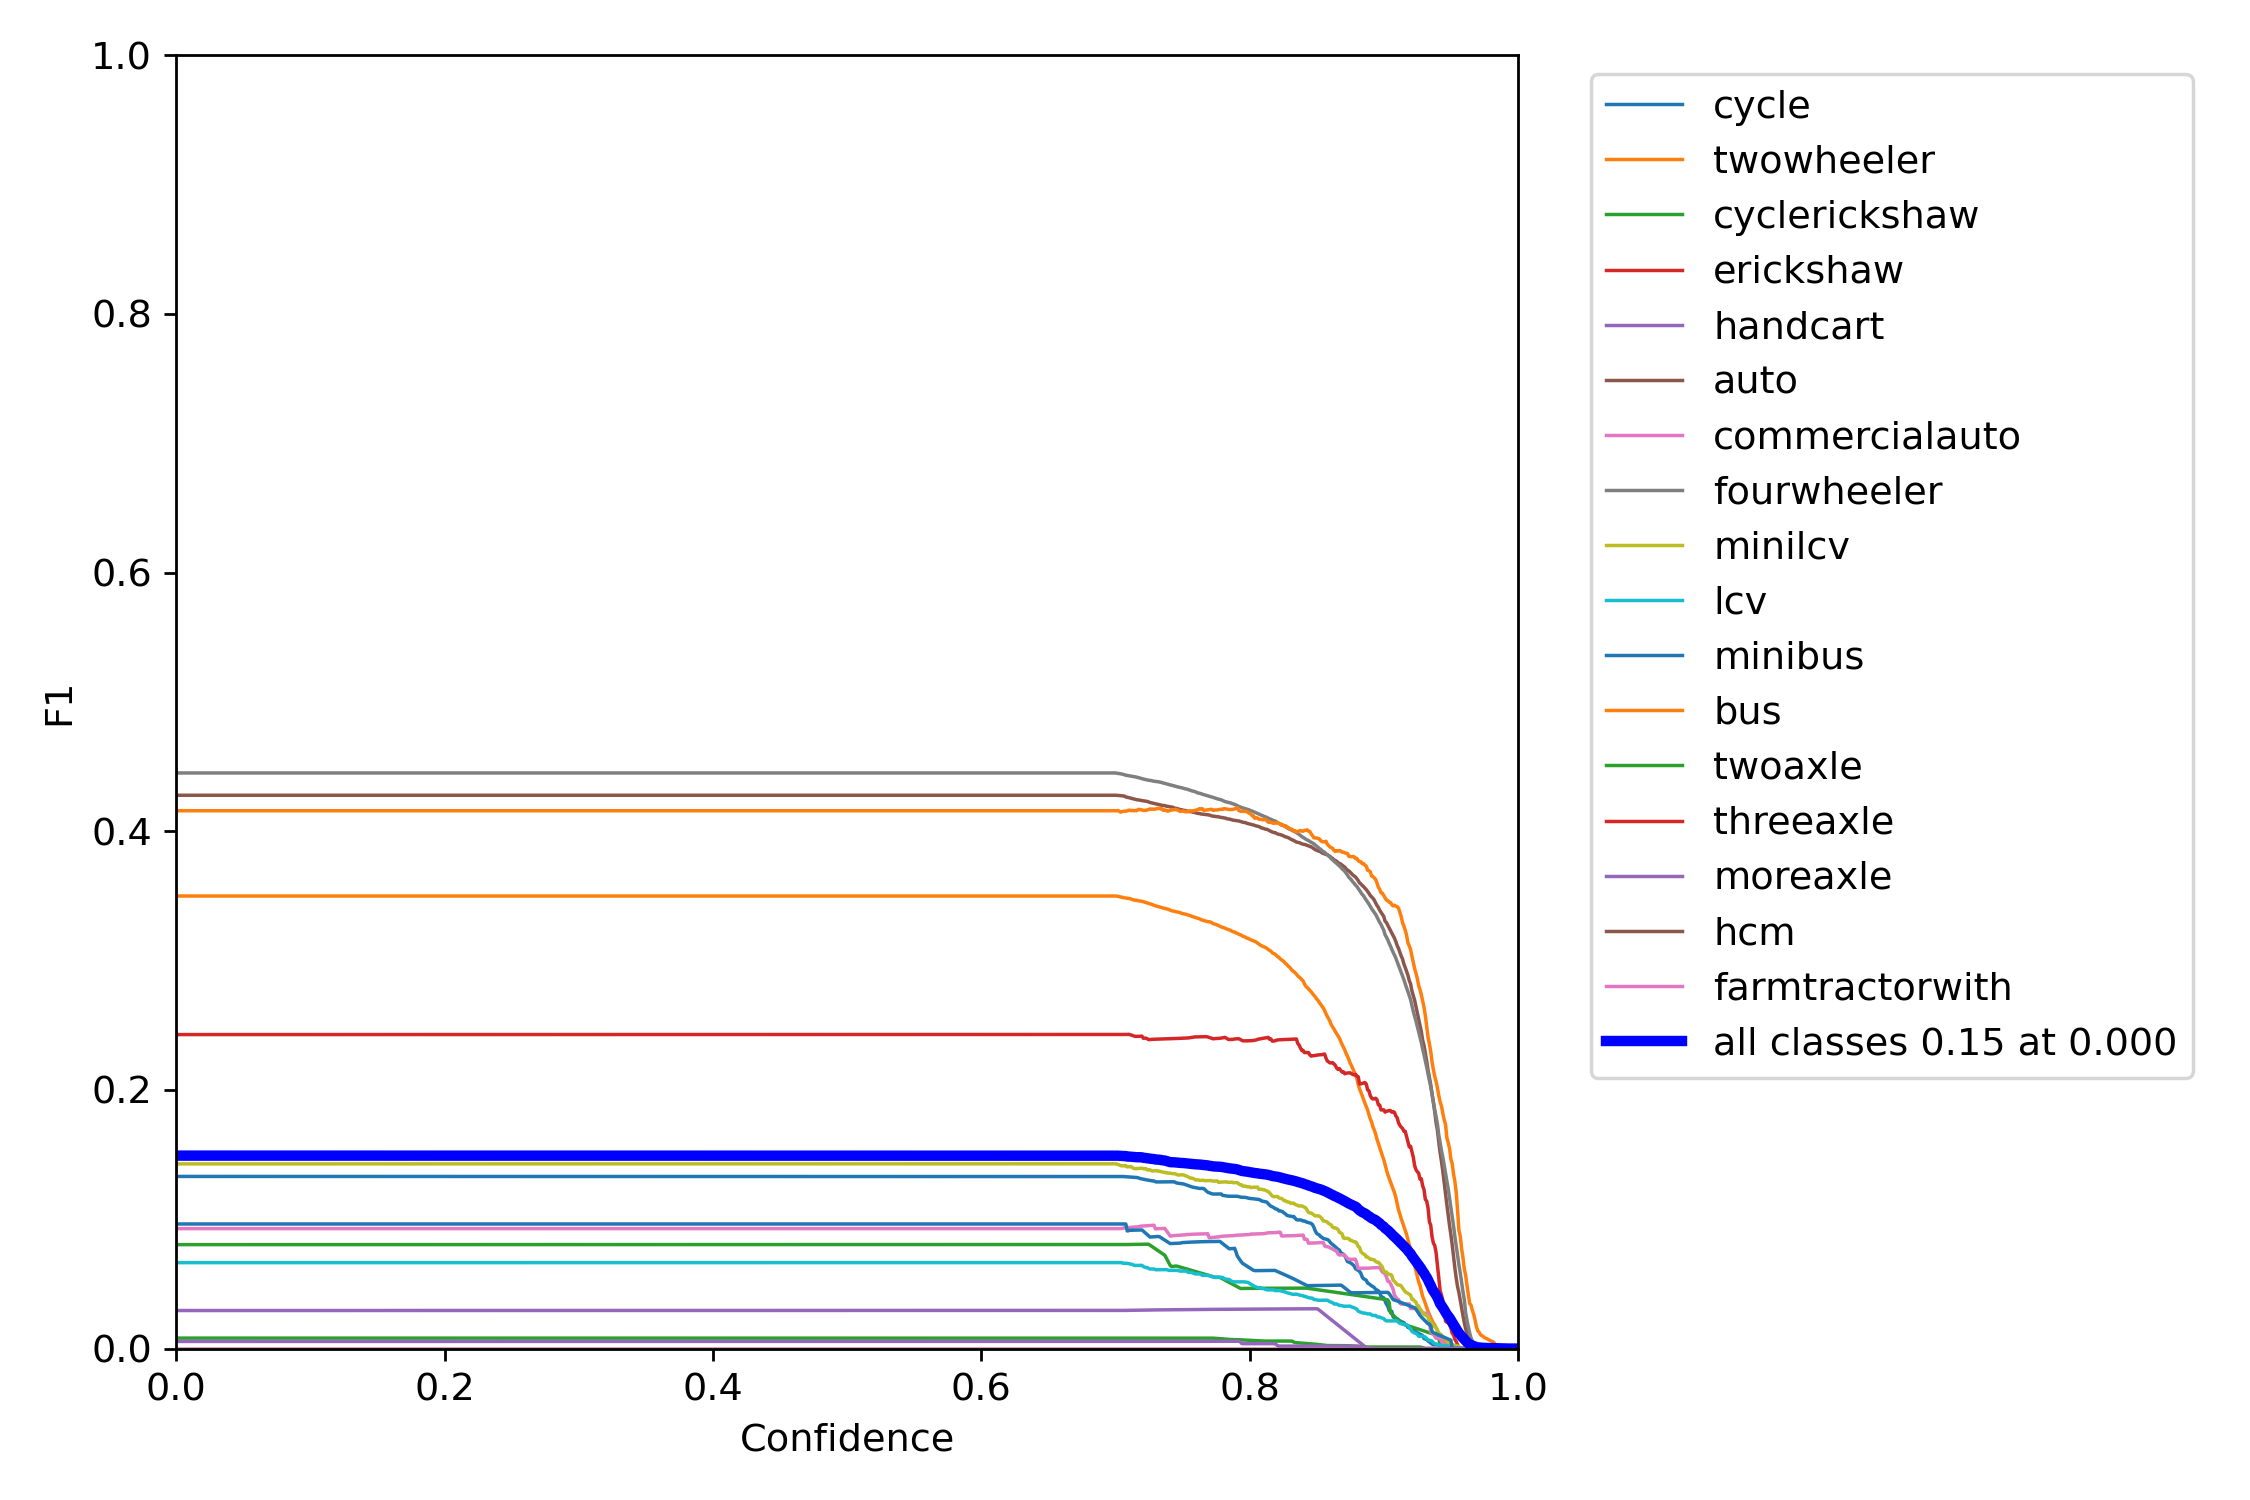 1.0
0.8
0.6
0.4
0.2
0.0
F1
0.0 0.2 0.4 0.6 0.8 1.0
Confidence
cycle
twowheeler
cyclerickshaw
erickshaw
handcart
auto
commercialauto
fourwheeler
minilcv
lcv
minibus
bus
twoaxle
threeaxle
moreaxle
hcm
farmtractorwith
all classes 0.15 at 0.000